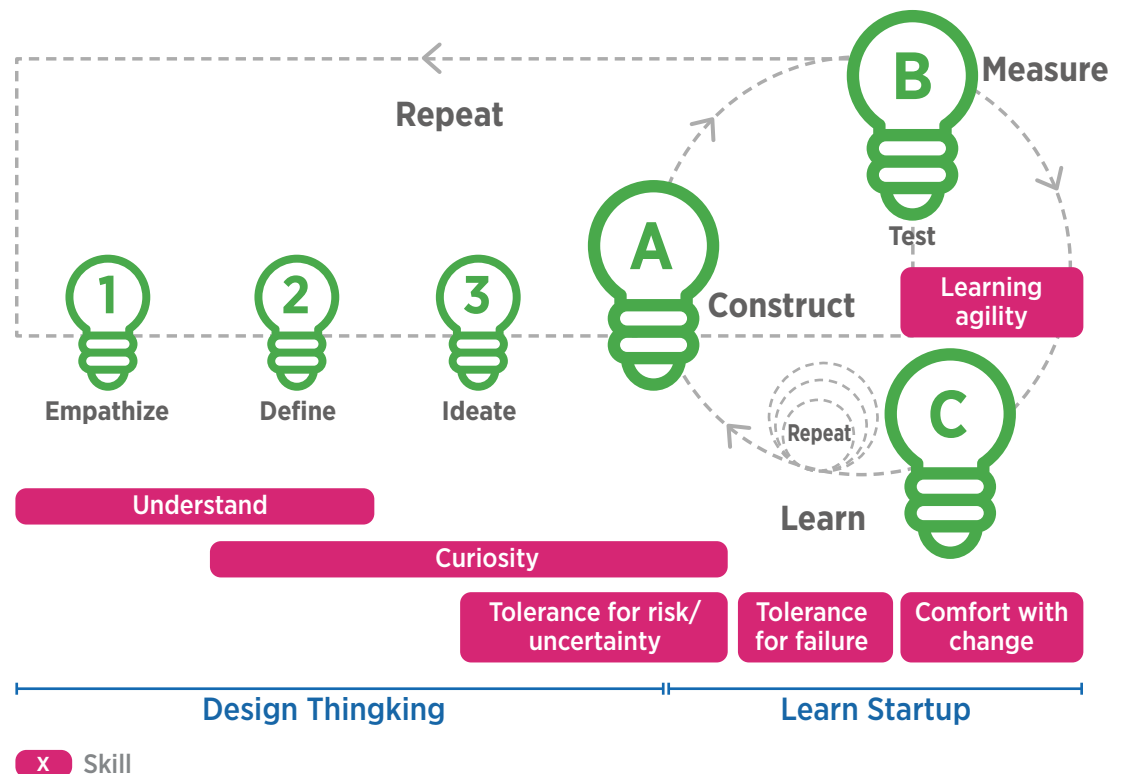 B
Measure
Repeat
Test
A
Construct
Learning
agility
1
2
3
Empathize
Define
Ideate
C
Repeat
Learn
Understand
Curiosity
Tolerance for risk/
uncertainty
Tolerance
for failure
Comfort with
change
Design Thingking
Learn Startup
X Skill